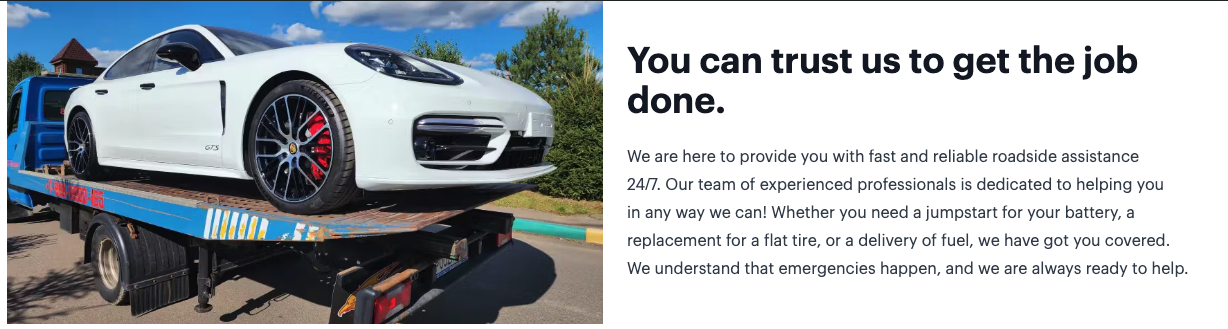 You can trust us to get the job
done.
We are here to provide you with fast and reliable roadside assistance
24/7. Our team of experienced professionals is dedicated to helping you
in any way we can! Whether you need a jumpstart for your battery, a
replacement for a flat tire, or a delivery of fuel, we have got you covered.
We understand that emergencies happen, and we are always ready to help.
GTS